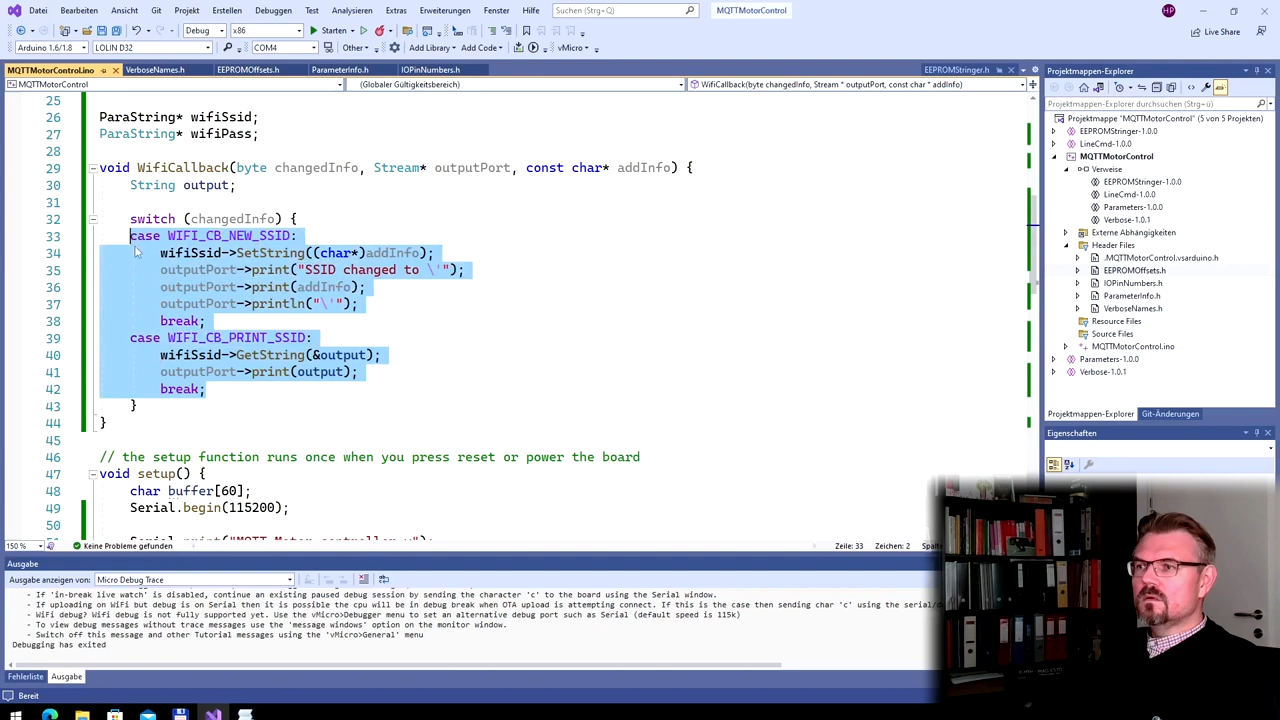 Datei Bearbeiten Ansicht Git Projekt Erstellen Debuggen Test Analysieren Extras Erweiterungen Fenster Hilfe Suchen (Strg+Q) MQTTMotorControl HP
Debug x86 Starten Live Share
Arduino 1.6/1.8 LOLIN D32 COM4 Other Add Library Add Code vMicro
MQTTMotorControl.ino VerboseNames.h EEPROMOffsets.h ParameterInfo.h IOPinNumbers.h EEPROMStringer.h
MQTTMotorControl (Globaler Gültigkeitsbereich) WifiCallback(byte changedInfo, Stream * outputPort, const char * addInfo)
25
26 ParaString* wifiSsid;
27 ParaString* wifiPass;
28
29 void WifiCallback(byte changedInfo, Stream* outputPort, const char* addInfo) {
30 String output;
31
32 switch (changedInfo) {
33 case WIFI_CB_NEW_SSID:
34 wifiSsid->SetString((char*)addInfo);
35 outputPort->print("SSID changed to \'");
36 outputPort->print(addInfo);
37 outputPort->println("\'");
38 break;
39 case WIFI_CB_PRINT_SSID:
40 wifiSsid->GetString(&output);
41 outputPort->print(output);
42 break;
43 }
44 }
45
46 // the setup function runs once when you press reset or power the board
47 void setup() {
48 char buffer[60];
49 Serial.begin(115200);
50
150 % Keine Probleme gefunden Zeile: 33 Zeichen: 2
Ausgabe
Ausgabe anzeigen von: Micro Debug Trace
- If 'in-break live watch' is disabled, continue an existing paused debug session by sending the character 'c' to the board using the Serial window.
- If uploading on WiFi but debug is on Serial then it is possible the cpu will be in debug break when OTA upload is attempting connect. If this is the case then sending char 'c' using the
- WiFi debug? WiFi debug is not fully supported yet. Use the vMicro>Debugger menu to set an alternative debug port such as Serial (default speed is 115k)
- To view debug messages without trace messages use the 'message windows' option on the monitor window.
- Switch off this message and other Tutorial messages using the 'vMicro>General' menu
Debugging has exited
Fehlerliste Ausgabe
Bereit
Projektmappen-Explorer
Projektmappen-Explorer durchsuchen (Strg+ü)
Projektmappe "MQTTMotorControl" (5 von 5 Projekten)
EEPROMStringer-1.0.0
LineCmd-1.0.0
MQTTMotorControl
Verweise
EEPROMStringer-1.0.0
LineCmd-1.0.0
Parameters-1.0.0
Verbose-1.0.1
Externe Abhängigkeiten
Header Files
.MQTTMotorControl.vsarduino.h
EEPROMOffsets.h
IOPinNumbers.h
ParameterInfo.h
VerboseNames.h
Resource Files
Source Files
MQTTMotorControl.ino
Parameters-1.0.0
Verbose-1.0.1
Projektmappen-Explorer Git-Änderungen
Eigenschaften